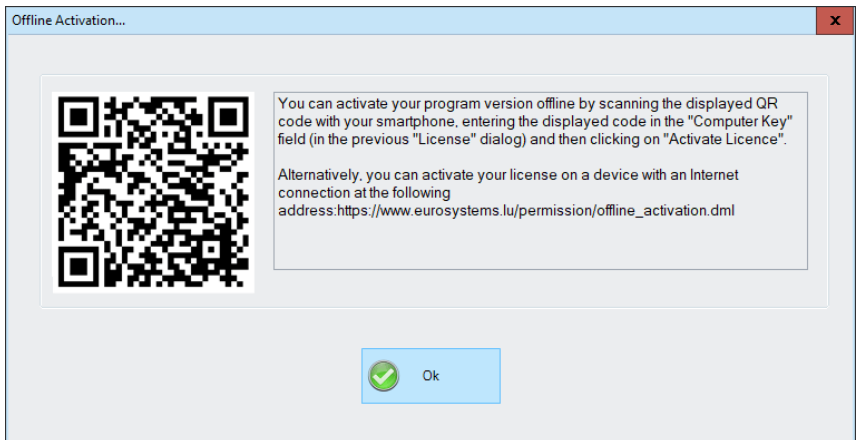 Offline Activation...
x
You can activate your program version offline by scanning the displayed QR
code with your smartphone, entering the displayed code in the "Computer Key"
field (in the previous "License" dialog) and then clicking on "Activate Licence".
Alternatively, you can activate your license on a device with an Internet
connection at the following
address:https://www.eurosystems.lu/permission/offline_activation.dml
Ok